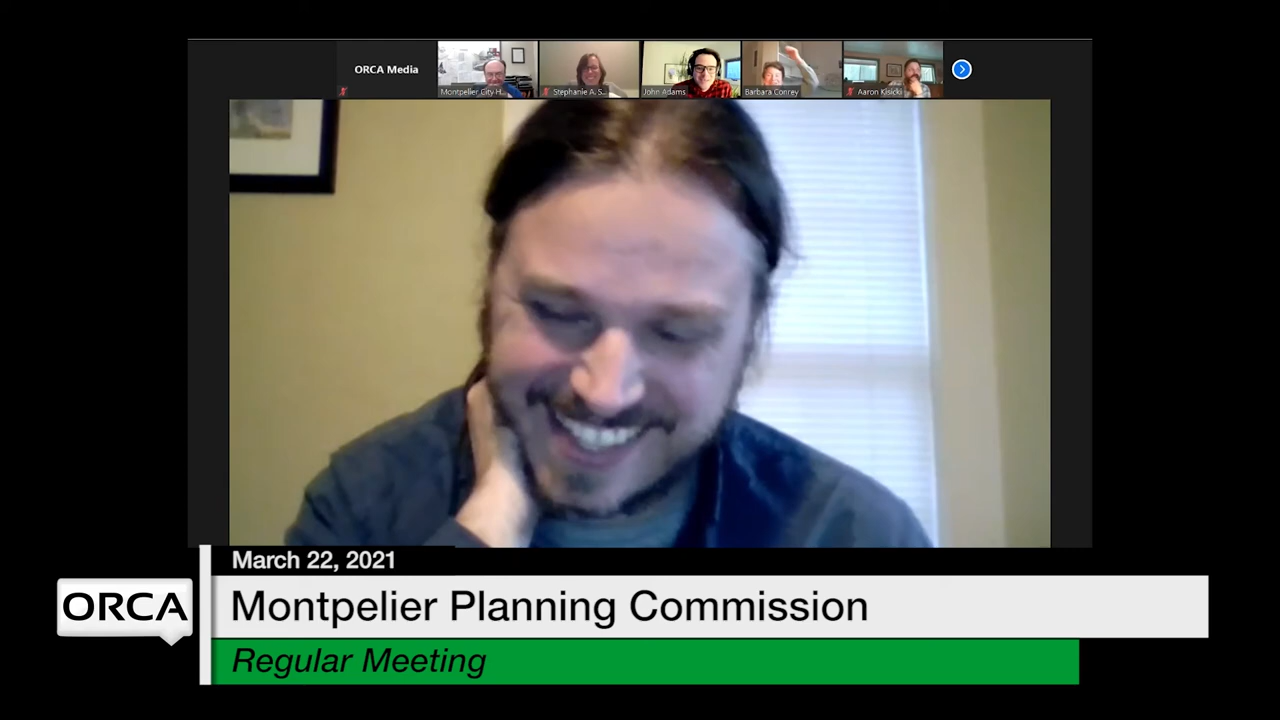 ORCA Media
Montpelier City H...
Stephanie A. S...
John Adams
Barbara Conrey
Aaron Kisicki
March 22, 2021
ORCA
Montpelier Planning Commission
Regular Meeting